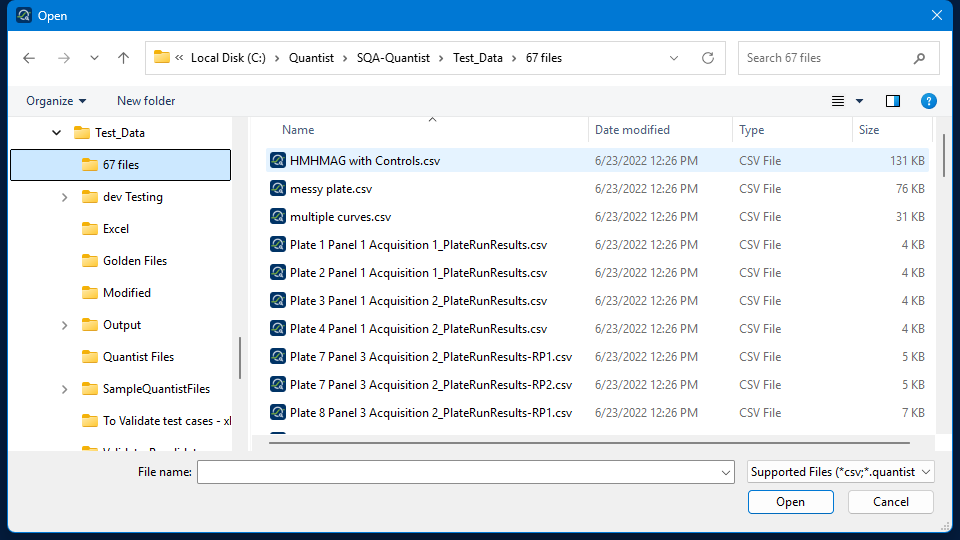 Open
« Local Disk (C:) > Quantist > SQA-Quantist > Test_Data > 67 files
Search 67 files
Organize New folder
Test_Data
67 files
dev Testing
Excel
Golden Files
Modified
Output
Quantist Files
SampleQuantistFiles
To Validate test cases - xl
Name Date modified Type Size
HMHMAG with Controls.csv 6/23/2022 12:26 PM CSV File 131 KB
messy plate.csv 6/23/2022 12:26 PM CSV File 76 KB
multiple curves.csv 6/23/2022 12:26 PM CSV File 31 KB
Plate 1 Panel 1 Acquisition 1_PlateRunResults.csv 6/23/2022 12:26 PM CSV File 4 KB
Plate 2 Panel 1 Acquisition 1_PlateRunResults.csv 6/23/2022 12:26 PM CSV File 4 KB
Plate 3 Panel 1 Acquisition 2_PlateRunResults.csv 6/23/2022 12:26 PM CSV File 4 KB
Plate 4 Panel 1 Acquisition 2_PlateRunResults.csv 6/23/2022 12:26 PM CSV File 4 KB
Plate 7 Panel 3 Acquisition 2_PlateRunResults-RP1.csv 6/23/2022 12:26 PM CSV File 5 KB
Plate 7 Panel 3 Acquisition 2_PlateRunResults-RP2.csv 6/23/2022 12:26 PM CSV File 5 KB
Plate 8 Panel 3 Acquisition 2_PlateRunResults-RP1.csv 6/23/2022 12:26 PM CSV File 7 KB
File name:
Supported Files (*csv;*.quantist
Open Cancel